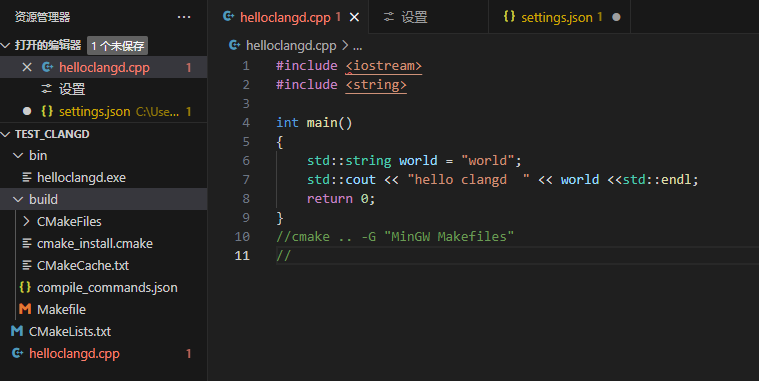 资源管理器 ...
打开的编辑器 1 个未保存
helloclangd.cpp 1
设置
settings.json C:\Use... 1
TEST_CLANGD
bin
helloclangd.exe
build
CMakeFiles
cmake_install.cmake
CMakeCache.txt
compile_commands.json
Makefile
CMakeLists.txt
helloclangd.cpp 1
helloclangd.cpp 1 设置 settings.json 1
helloclangd.cpp > ...
1 #include <iostream>
2 #include <string>
3
4 int main()
5 {
6 std::string world = "world";
7 std::cout << "hello clangd  " << world <<std::endl;
8 return 0;
9 }
10 //cmake .. -G "MinGW Makefiles"
11 //